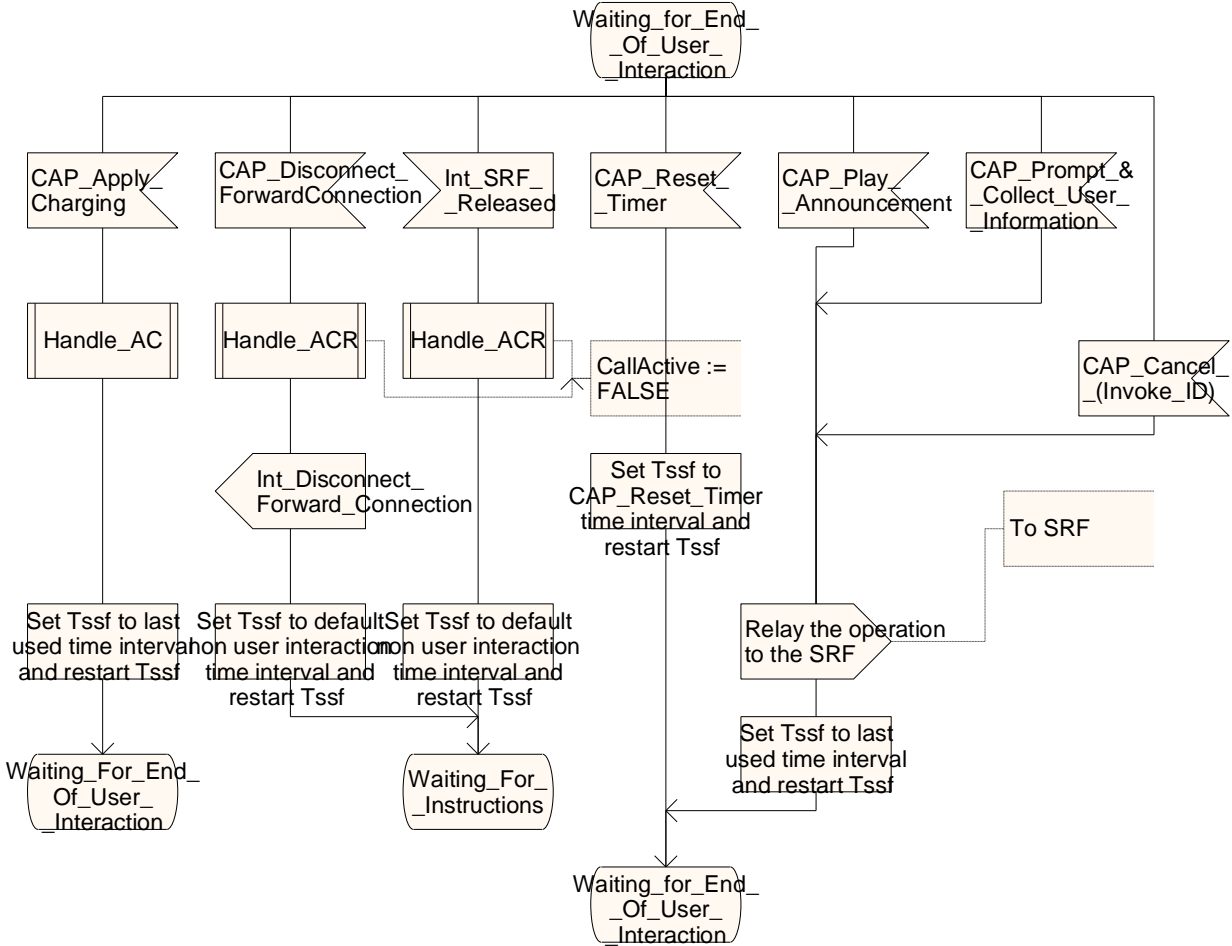 Waiting_for_End_
_Of_User_
_Interaction
CAP_Apply_
Charging
CAP_Disconnect_
ForwardConnection
Int_SRF_
_Released
CAP_Reset_
_Timer
CAP_Play_
_Announcement
CAP_Prompt_&
_Collect_User_
_Information
Handle_AC
Handle_ACR
Handle_ACR
CallActive :=
FALSE
CAP_Cancel_
_(Invoke_ID)
Int_Disconnect_
Forward_Connection
Set Tssf to
CAP_Reset_Timer
time interval and
restart Tssf
To SRF
Set Tssf to last
used time interval
and restart Tssf
Set Tssf to default
non user interaction
time interval and
restart Tssf
Set Tssf to default
non user interaction
time interval and
restart Tssf
Relay the operation
to the SRF
Set Tssf to last
used time interval
and restart Tssf
Waiting_For_End_
Of_User_
_Interaction
Waiting_For_
_Instructions
Waiting_for_End_
_Of_User_
_Interaction